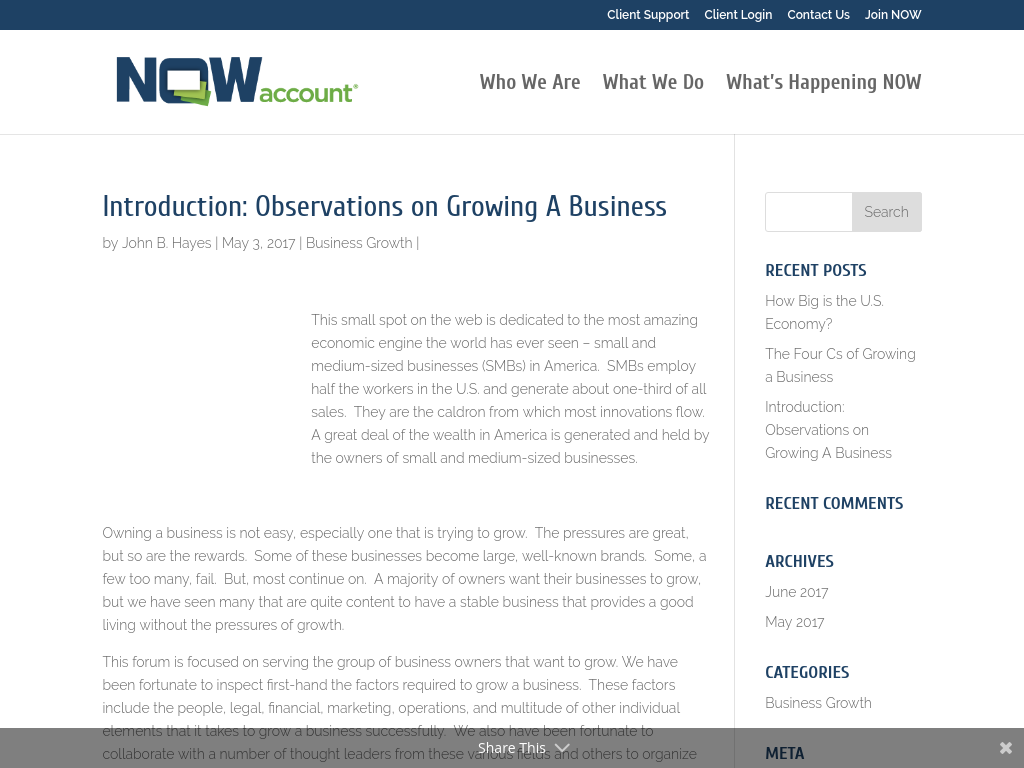 Client Support Client Login Contact Us Join NOW
NOWaccount®
Who We Are What We Do What's Happening NOW
Introduction: Observations on Growing A Business
by John B. Hayes | May 3, 2017 | Business Growth |
This small spot on the web is dedicated to the most amazing
economic engine the world has ever seen – small and
medium-sized businesses (SMBs) in America.  SMBs employ
half the workers in the U.S. and generate about one-third of all
sales.  They are the caldron from which most innovations flow.
A great deal of the wealth in America is generated and held by
the owners of small and medium-sized businesses.
Owning a business is not easy, especially one that is trying to grow.  The pressures are great,
but so are the rewards.  Some of these businesses become large, well-known brands.  Some, a
few too many, fail.  But, most continue on.  A majority of owners want their businesses to grow,
but we have seen many that are quite content to have a stable business that provides a good
living without the pressures of growth.
This forum is focused on serving the group of business owners that want to grow. We have
been fortunate to inspect first-hand the factors required to grow a business.  These factors
include the people, legal, financial, marketing, operations, and multitude of other individual
elements that it takes to grow a business successfully.  We also have been fortunate to
collaborate with a number of thought leaders from these various fields and others to organize
Search
RECENT POSTS
How Big is the U.S.
Economy?
The Four Cs of Growing
a Business
Introduction:
Observations on
Growing A Business
RECENT COMMENTS
ARCHIVES
June 2017
May 2017
CATEGORIES
Business Growth
META
Share This